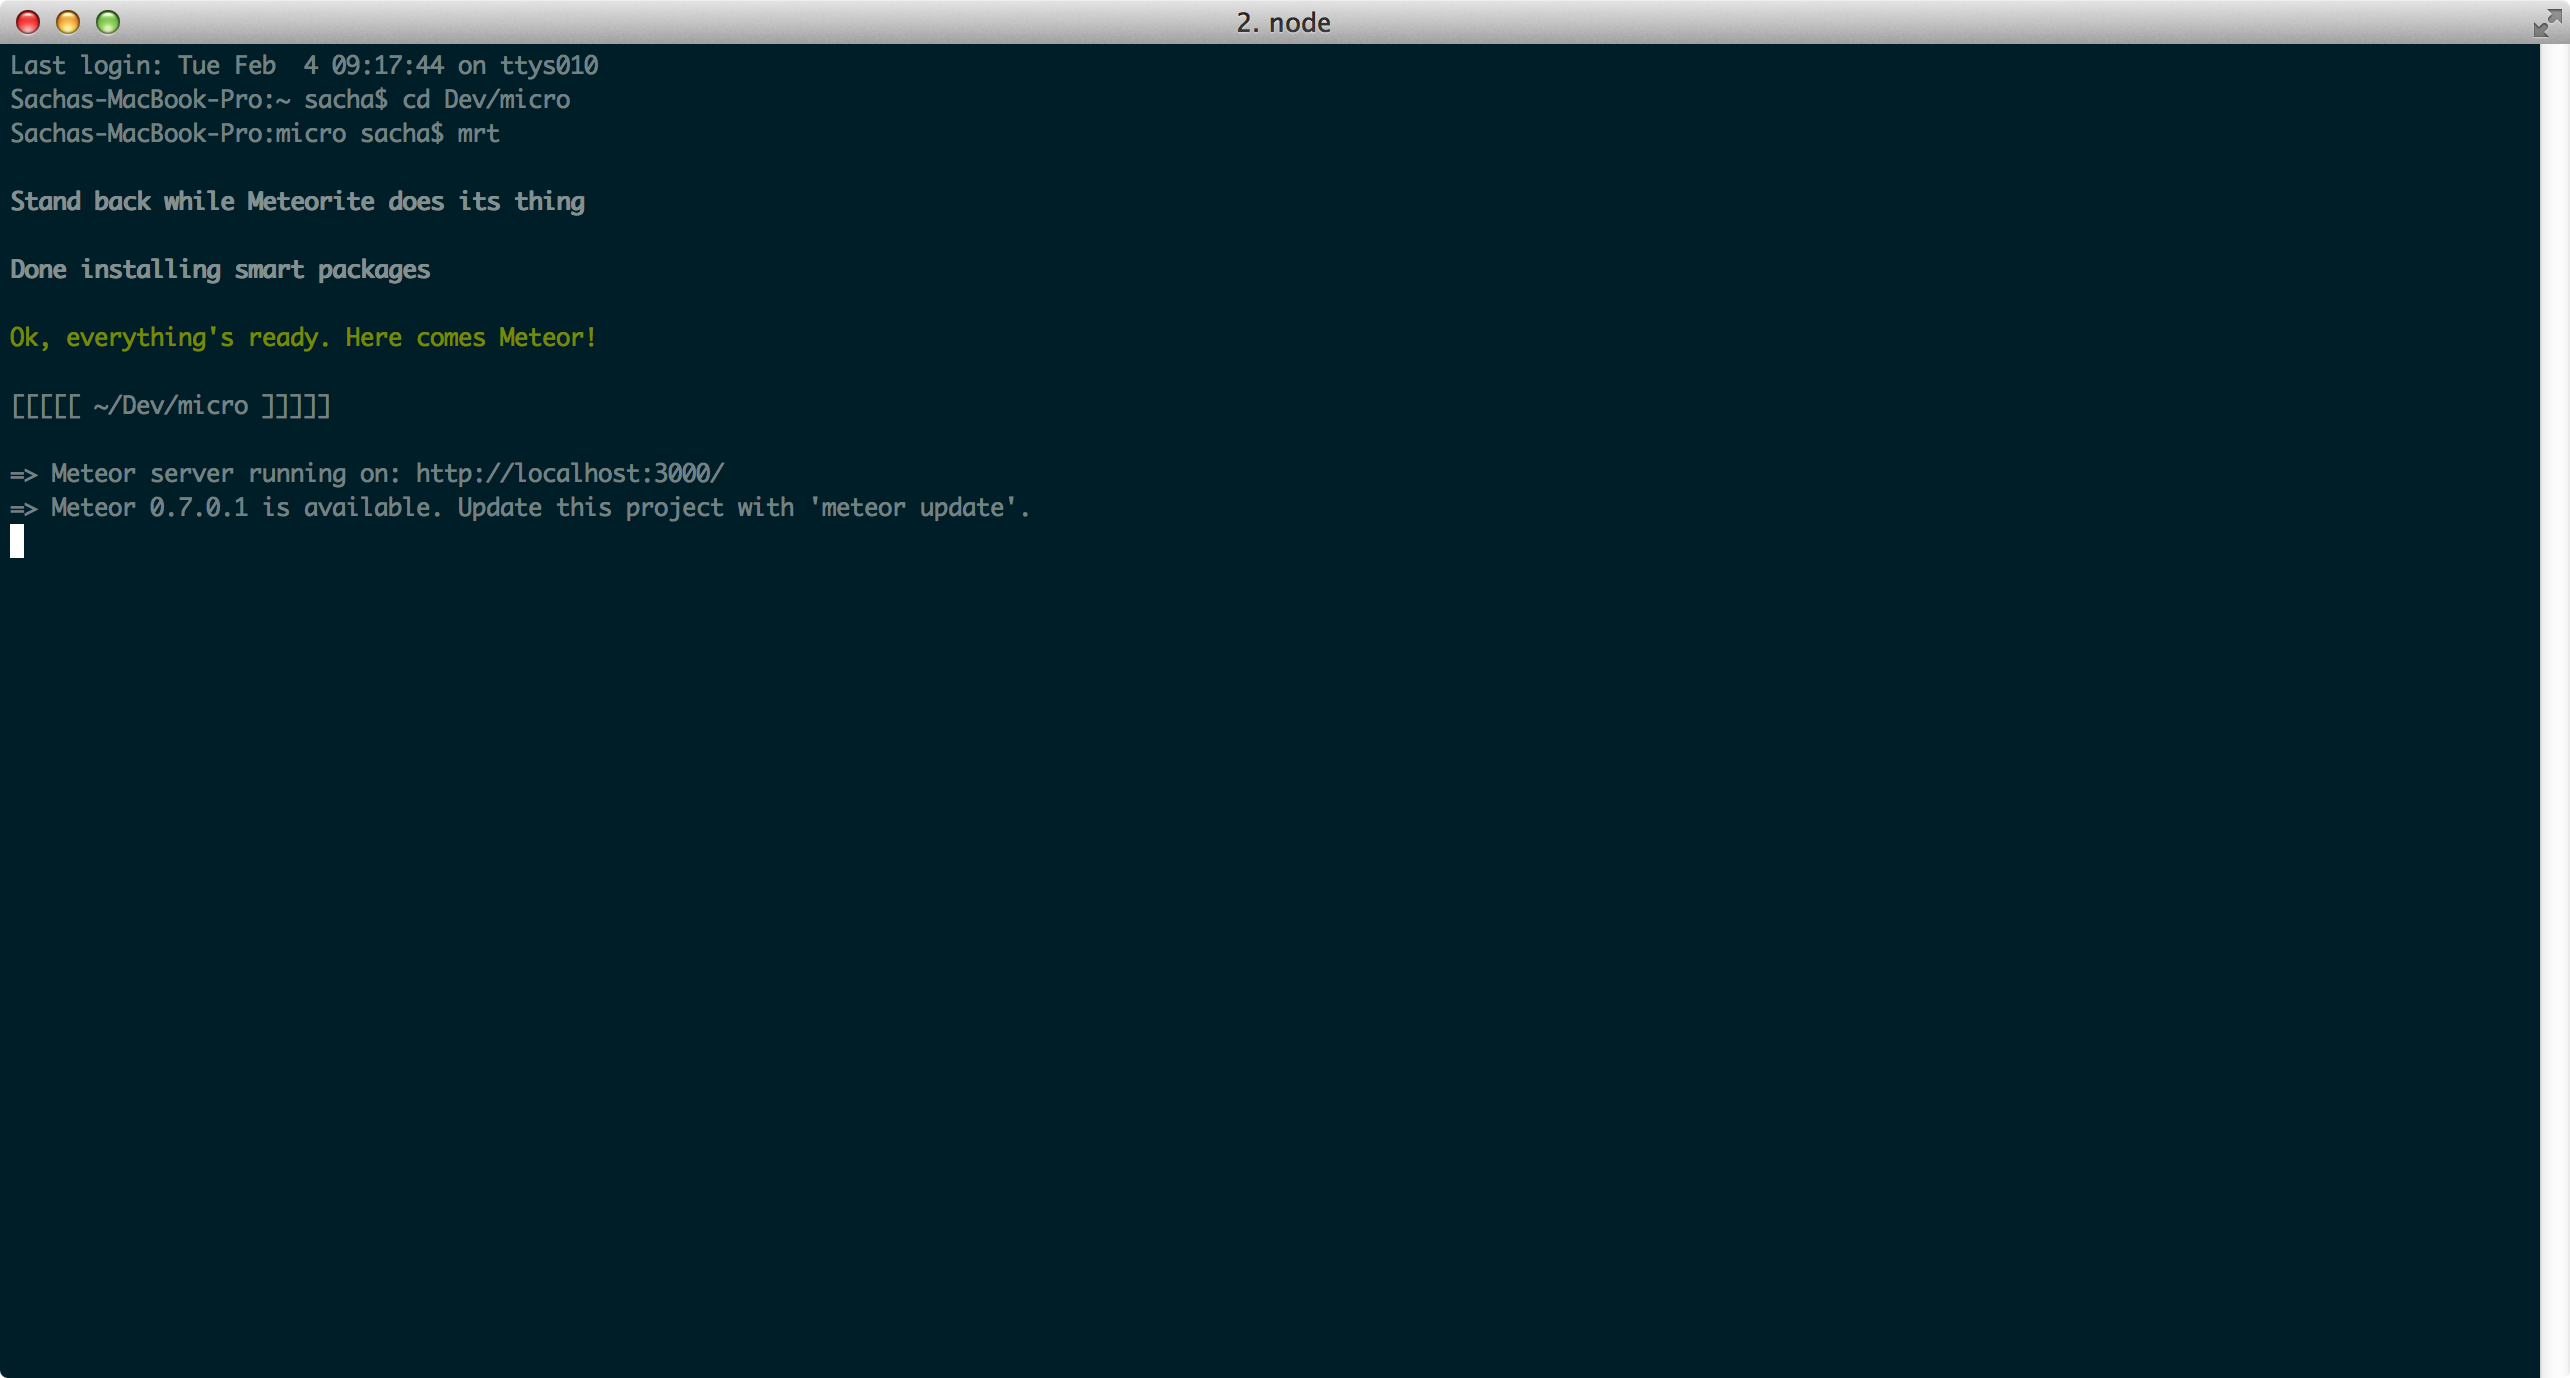 2. node
Last login: Tue Feb  4 09:17:44 on ttys010
Sachas-MacBook-Pro:~ sacha$ cd Dev/micro
Sachas-MacBook-Pro:micro sacha$ mrt
Stand back while Meteorite does its thing
Done installing smart packages
Ok, everything's ready. Here comes Meteor!
[[[[[ ~/Dev/micro ]]]]]
=> Meteor server running on: http://localhost:3000/
=> Meteor 0.7.0.1 is available. Update this project with 'meteor update'.